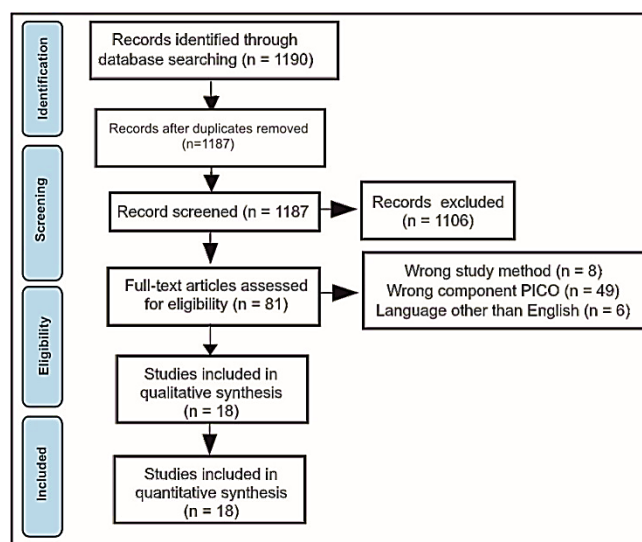 Identification
Records identified through
database searching (n = 1190)
Records after duplicates removed
(n=1187)
Screening
Record screened (n = 1187
Records excluded
(n = 1106)
Full-text articles assessed
for eligibility (n = 81)
Wrong study method (n = 8)
Wrong component PICO (n = 49)
Language other than English (n = 6)
Eligibility
Studies included in
qualitative synthesis
(n = 18)
Included
Studies included in
quantitative synthesis
(n = 18)